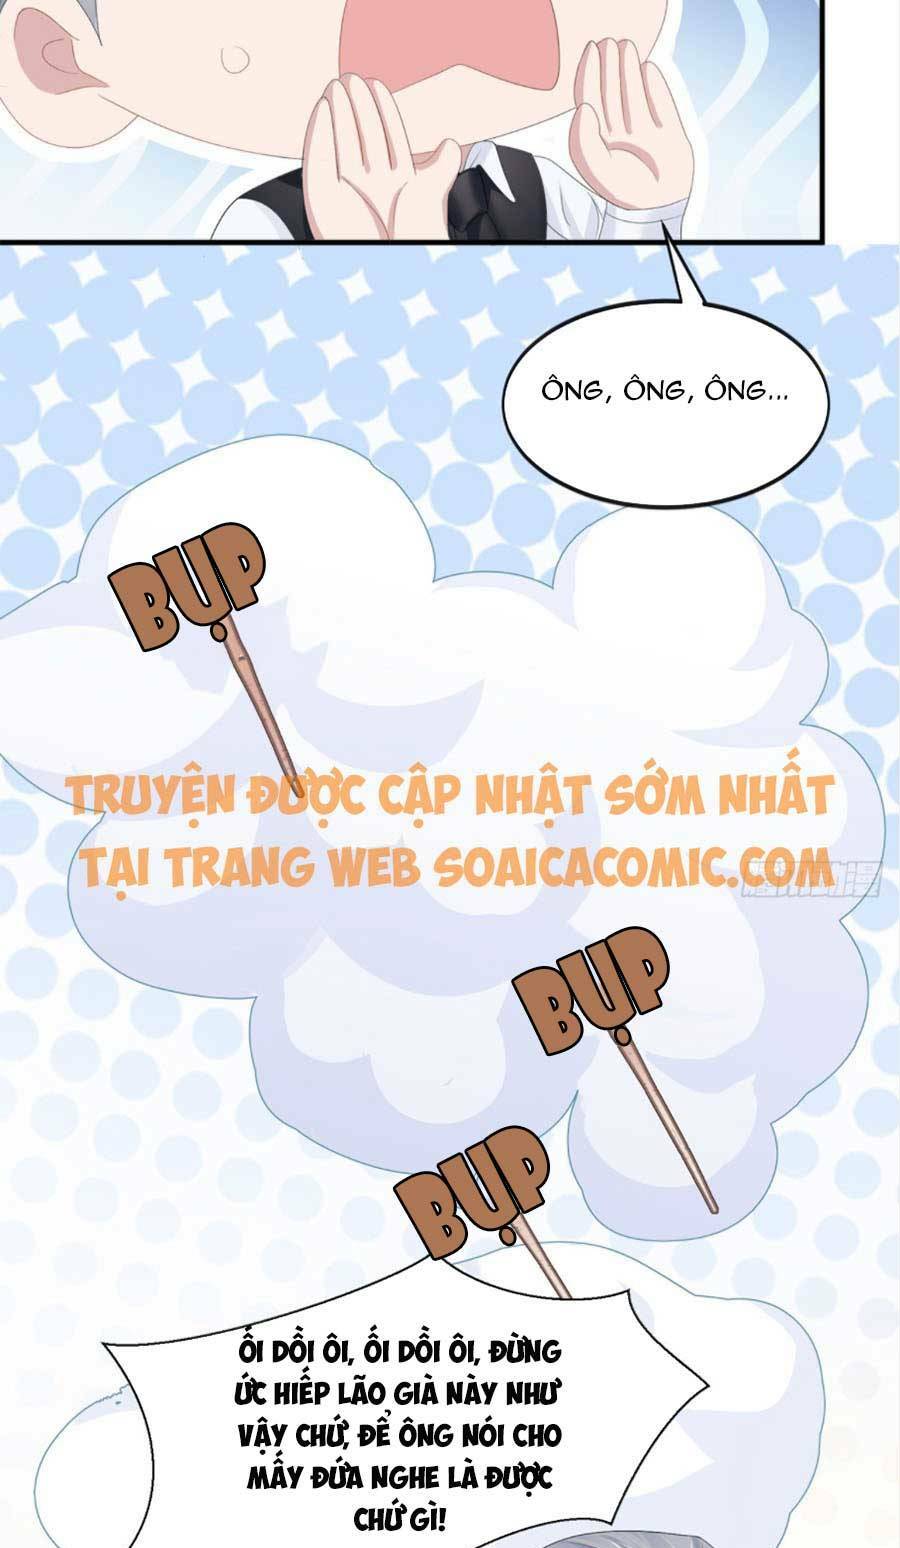 ÔNG, ÔNG, ÔNG...
BỤP
TRUYỆN ĐƯỢC CẬP NHẬT SỚM NHẤT
TẠI TRANG WEB SOAICACOMIC.COM
BỤP
BỤP
ỐI DỒI ÔI, ỐI DỒI ÔI, ĐỪNG
ỨC HIẾP LÃO GIÀ NÀY NHƯ
VẬY CHỨ, ĐỂ ÔNG NÓI CHO
MẤY ĐỨA NGHE LÀ ĐƯỢC
CHỨ GÌ!